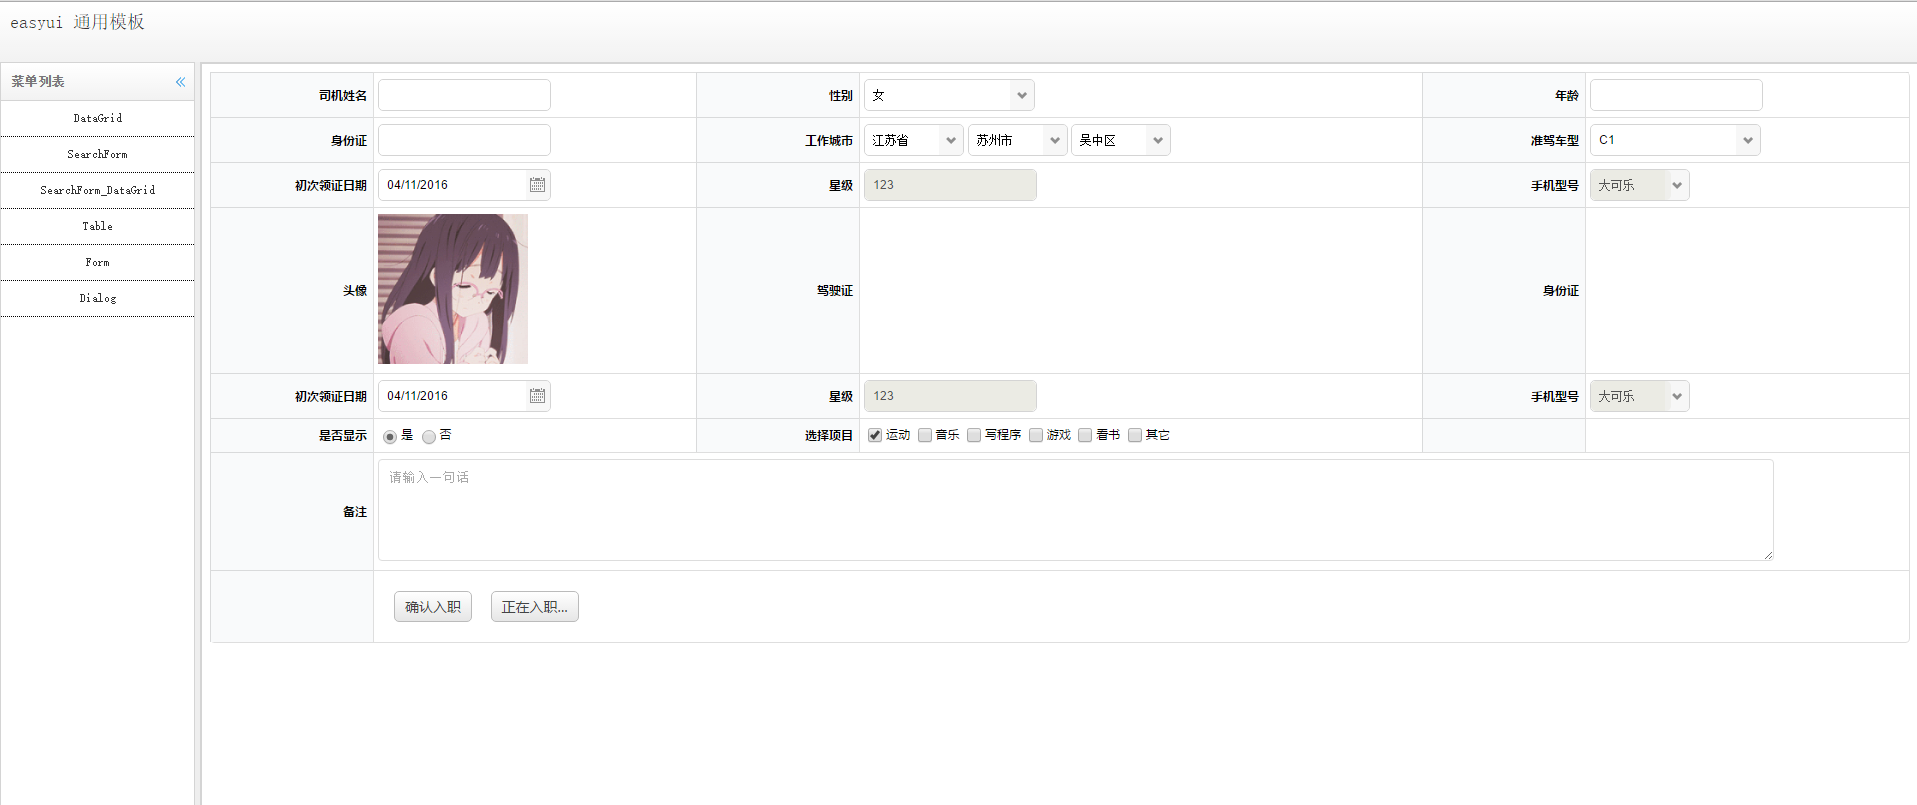 easyui 通用模板
菜单列表
DataGrid
SearchForm
SearchForm_DataGrid
Table
Form
Dialog
司机姓名 性别 女 年龄
身份证 工作城市 江苏省 苏州市 吴中区 准驾车型 C1
初次领证日期 04/11/2016 星级 123 手机型号 大可乐
头像 驾驶证 身份证
初次领证日期 04/11/2016 星级 123 手机型号 大可乐
是否显示 是 否 选择项目 运动 音乐 写程序 游戏 看书 其它
备注 请输入一句话
确认入职 正在入职...